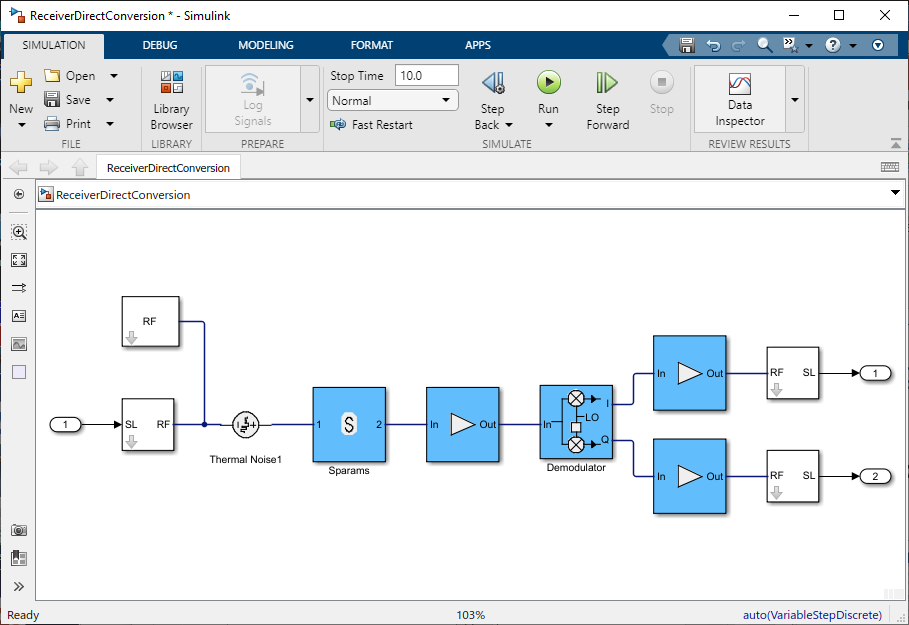 ReceiverDirectConversion * - Simulink
SIMULATION DEBUG MODELING FORMAT APPS
New
Open
Save
Print
FILE
Library
Browser
LIBRARY
Log
Signals
PREPARE
Stop Time 10.0
Normal
Fast Restart
Step
Back
Run
Step
Forward
Stop
SIMULATE
Data
Inspector
REVIEW RESULTS
ReceiverDirectConversion
ReceiverDirectConversion
RF
1
SL RF
Thermal Noise1
1 S 2
Sparams
In Out
In LO I Q
Demodulator
In Out
RF SL
1
In Out
RF SL
2
Ready 103% auto(VariableStepDiscrete)